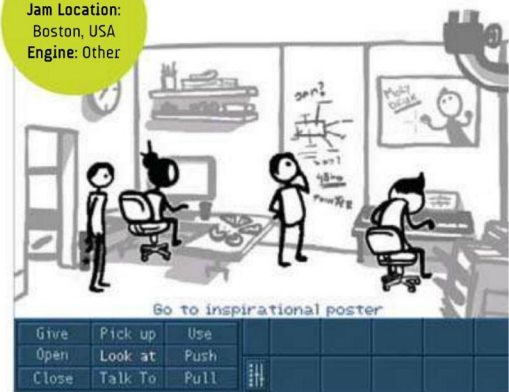 Jam Location:
Boston, USA
Engine: Other
Go to inspirational poster
Give
Pick up
Use
Open
Look at
Push
Close
Talk To
Pull